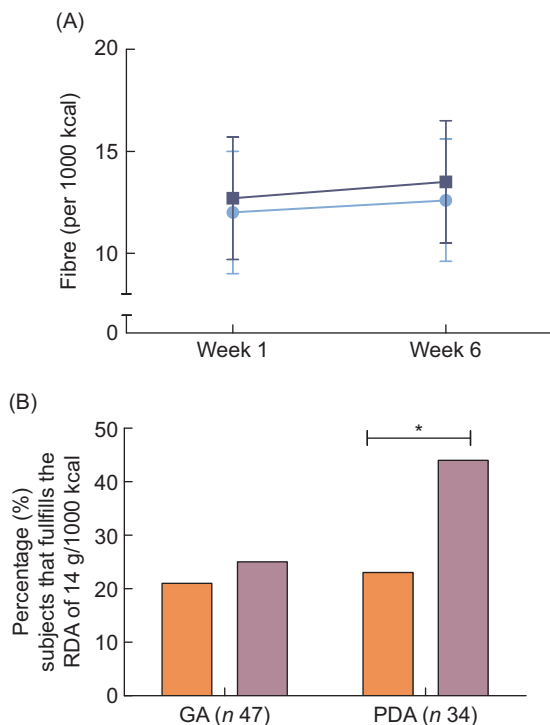 (A)
20
15
10
0
Fibre (per 1000 kcal)
Week 1
Week 6
(B)
50
40
30
20
10
0
Percentage (%)
subjects that fullfills the
RDA of 14 g/1000 kcal
*
GA (n 47)
PDA (n 34)